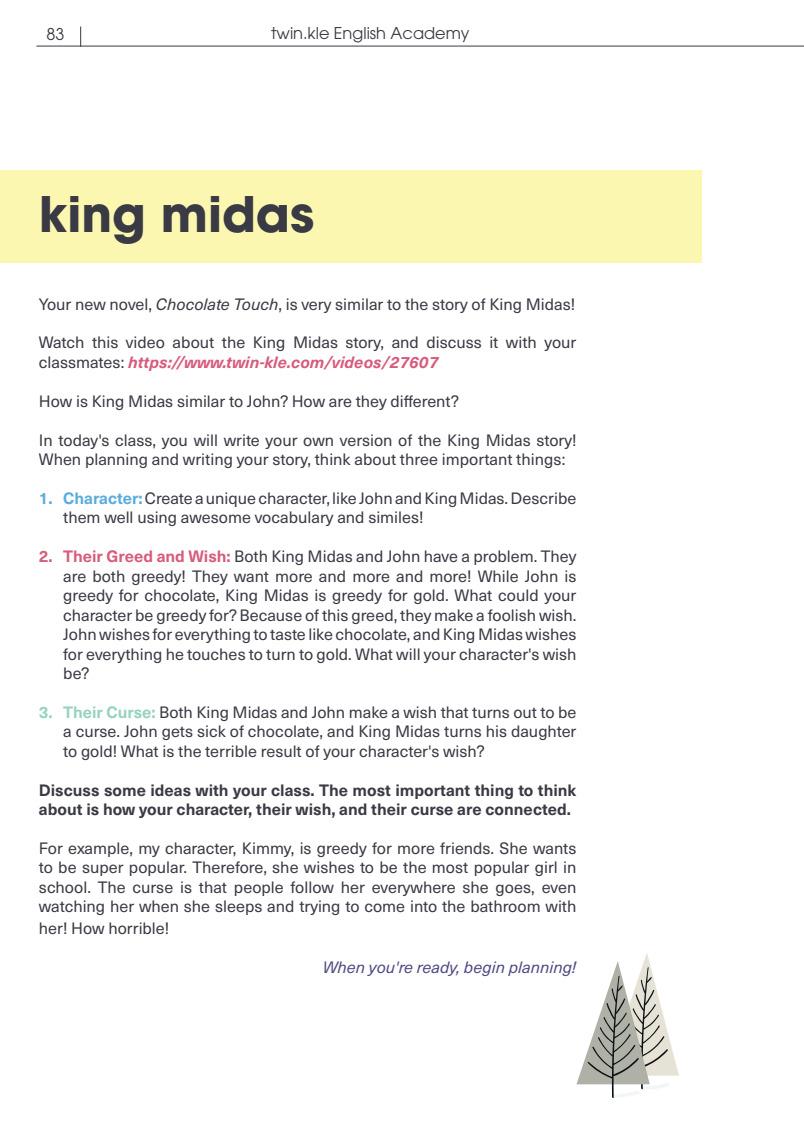 83
twin.kle English Academy
king midas
Your new novel, Chocolate Touch, is very similar to the story of King Midas!
Watch this video about the King Midas story, and discuss it with your
classmates: https://www.twin-kle.com/videos/27607
How is King Midas similar to John? How are they different?
In today's class, you will write your own version of the King Midas story!
When planning and writing your story, think about three important things:
1. Character: Create a unique character, like John and King Midas. Describe
them well using awesome vocabulary and similes!
2. Their Greed and Wish: Both King Midas and John have a problem. They
are both greedy! They want more and more and more! While John is
greedy for chocolate, King Midas is greedy for gold. What could your
character be greedy for? Because of this greed, they make a foolish wish.
John wishes for everything to taste like chocolate, and King Midas wishes
for everything he touches to turn to gold. What will your character's wish
be?
3. Their Curse: Both King Midas and John make a wish that turns out to be
a curse. John gets sick of chocolate, and King Midas turns his daughter
to gold! What is the terrible result of your character's wish?
Discuss some ideas with your class. The most important thing to think
about is how your character, their wish, and their curse are connected.
For example, my character, Kimmy, is greedy for more friends. She wants
to be super popular. Therefore, she wishes to be the most popular girl in
school. The curse is that people follow her everywhere she goes, even
watching her when she sleeps and trying to come into the bathroom with
her! How horrible!
When you're ready, begin planning!